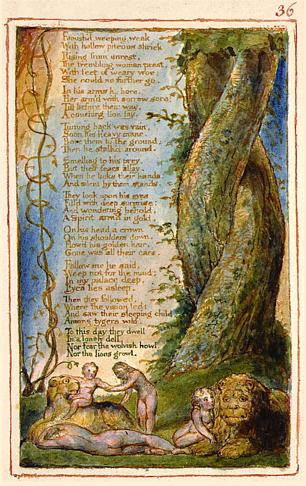 36
Famish'd weeping weak
With hollow piteous shriek
Rising from unrest,
The trembling woman prest,
With feet of weary woe;
She could no further go.
In his arms he bore,
Her arm'd with sorrow sore:
Till before their way,
A couching lion lay.
Turning back was vain,
Soon his heavy mane,
Bore them to the ground;
Then he stalk'd around.
Smelling to his prey,
But their fears allay,
When he licks their hands;
And silent by them stands.
They look upon his eyes
Fill'd with deep surprise:
And wondering behold,
A Spirit arm'd in gold.
On his head a crown
On his shoulders down,
Flow'd his golden hair.
Gone was all their care.
Follow me he said,
Weep not for the maid;
In my palace deep,
Lyca lies asleep.
Then they followed,
Where the vision led:
And saw their sleeping child,
Among tygers wild.
To this day they dwell
In a lonely dell
Nor fear the wolvish howl,
Nor the lions growl.